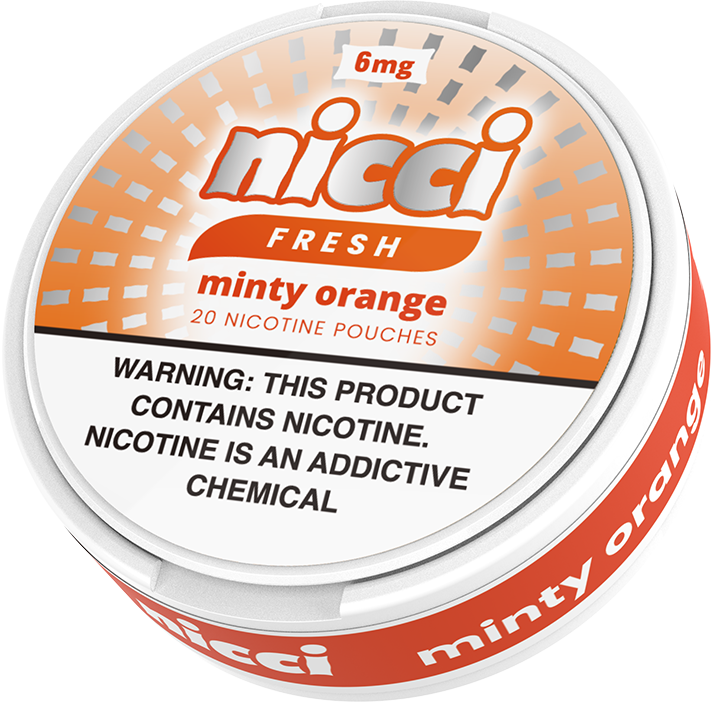 6mg
nicci
FRESH
minty orange
20 NICOTINE POUCHES
WARNING: THIS PRODUCT
CONTAINS NICOTINE.
NICOTINE IS AN ADDICTIVE
CHEMICAL
nicci
minty orange